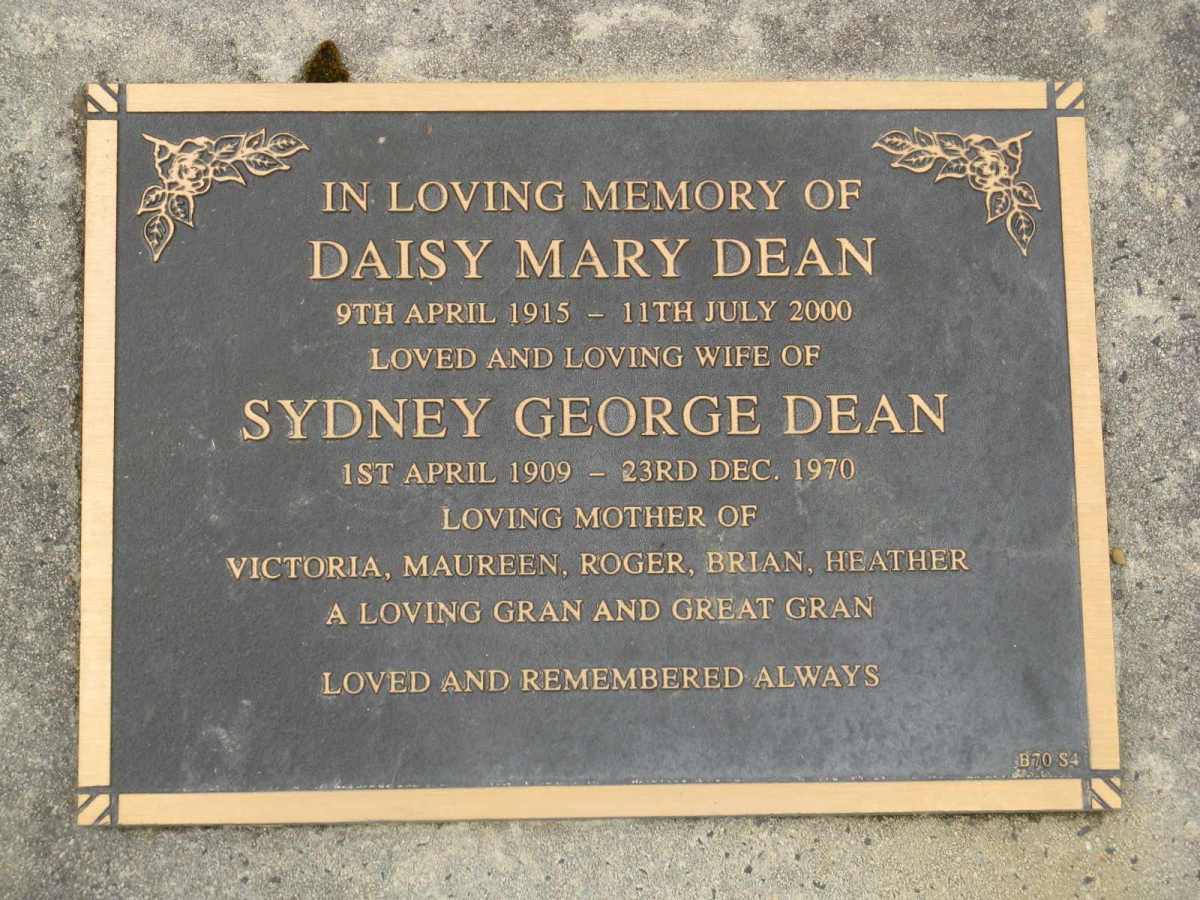 IN LOVING MEMORY OF
DAISY MARY DEAN
9TH APRIL 1915 – 11TH JULY 2000
LOVED AND LOVING WIFE OF
SYDNEY GEORGE DEAN
1ST APRIL 1909 – 23RD DEC. 1970
LOVING MOTHER OF
VICTORIA, MAUREEN, ROGER, BRIAN, HEATHER
A LOVING GRAN AND GREAT GRAN
LOVED AND REMEMBERED ALWAYS
B70 S4